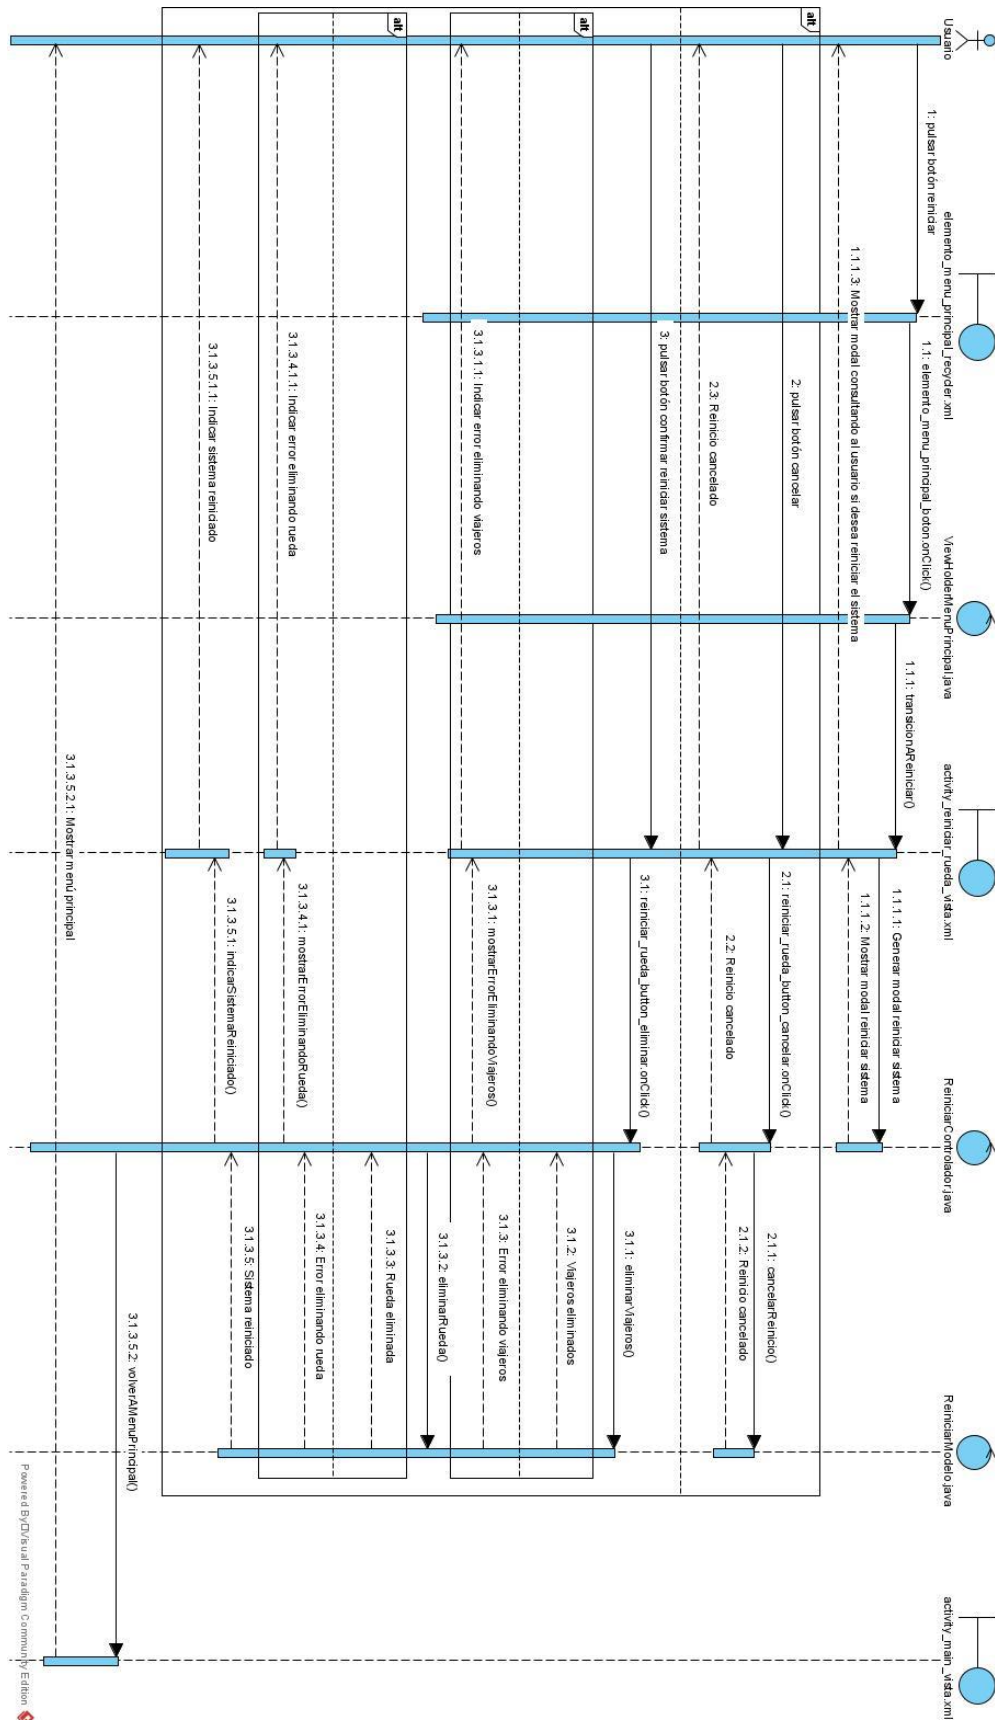 Usuario
elemento_menu_principal_recycler.xml
ViewHolderMenuPrincipal.java
activity_reiniciar_rueda_vista.xml
ReiniciarControlador.java
ReiniciarModelo.java
activity_main_vista.xml
1: pulsar botón reiniciar
1.1: elemento_menu_principal_boton.onClick()
1.1.1: transicionAReiniciar()
1.1.1.1: Generar modal reiniciar sistema
1.1.1.2: Mostrar modal reiniciar sistema
1.1.1.3: Mostrar modal consultando al usuario si desea reiniciar el sistema
alt
2: pulsar botón cancelar
2.1: reiniciar_rueda_button_cancelar.onClick()
2.1.1: cancelarReinicio()
2.1.2: Reinicio cancelado
2.2: Reinicio cancelado
2.3: Reinicio cancelado
3: pulsar botón confirmar reiniciar sistema
3.1: reiniciar_rueda_button_eliminar.onClick()
3.1.1: eliminarViajeros()
alt
3.1.2: Viajeros eliminados
3.1.3: Error eliminando viajeros
3.1.3.1: mostrarErrorEliminandoViajeros()
3.1.3.1.1: Indicar error eliminando viajeros
3.1.3.2: eliminarRueda()
alt
3.1.3.3: Rueda eliminada
3.1.3.4: Error eliminando rueda
3.1.3.4.1: mostrarErrorEliminandoRueda()
3.1.3.4.1.1: Indicar error eliminando rueda
3.1.3.5: Sistema reiniciado
3.1.3.5.1: indicarSistemaReiniciado()
3.1.3.5.1.1: Indicar sistema reiniciado
3.1.3.5.2: volverAMenuPrincipal()
3.1.3.5.2.1: Mostrar menú principal
Powered By Visual Paradigm Community Edition